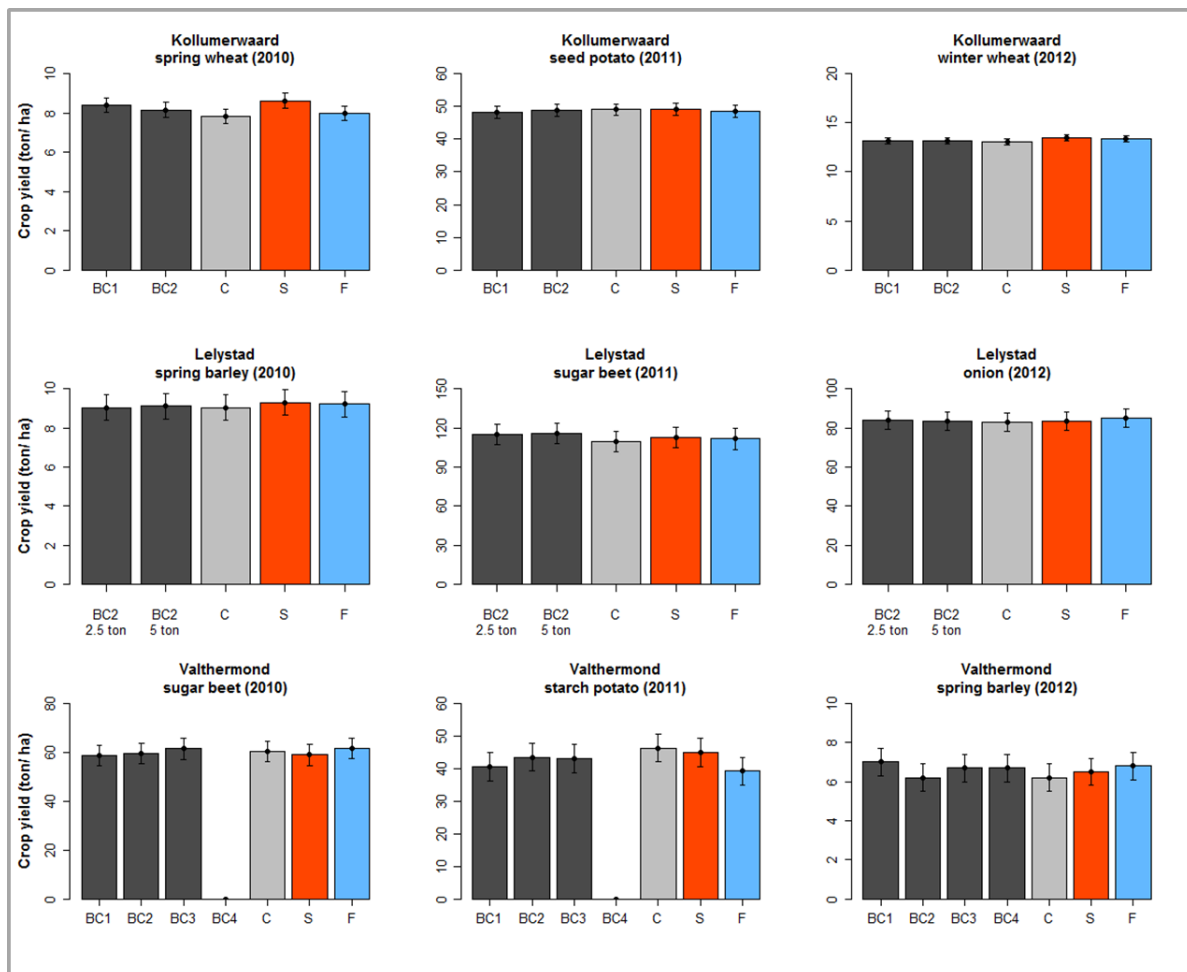 Kollumerwaard
spring wheat (2010)
Crop yield (ton/ ha)
10
8
6
4
2
0
BC1 BC2 C S F
Kollumerwaard
seed potato (2011)
60
50
40
30
20
10
0
BC1 BC2 C S F
Kollumerwaard
winter wheat (2012)
20
15
10
5
0
BC1 BC2 C S F
Lelystad
spring barley (2010)
Crop yield (ton/ ha)
10
8
6
4
2
0
BC2 BC2 C S F
2.5 ton 5 ton
Lelystad
sugar beet (2011)
150
120
90
60
30
0
BC2 BC2 C S F
2.5 ton 5 ton
Lelystad
onion (2012)
100
80
60
40
20
0
BC2 BC2 C S F
2.5 ton 5 ton
Valthermond
sugar beet (2010)
Crop yield (ton/ ha)
80
60
40
20
0
BC1 BC2 BC3 BC4 C S F
Valthermond
starch potato (2011)
60
50
40
30
20
10
0
BC1 BC2 BC3 BC4 C S F
Valthermond
spring barley (2012)
10
8
6
4
2
0
BC1 BC2 BC3 BC4 C S F